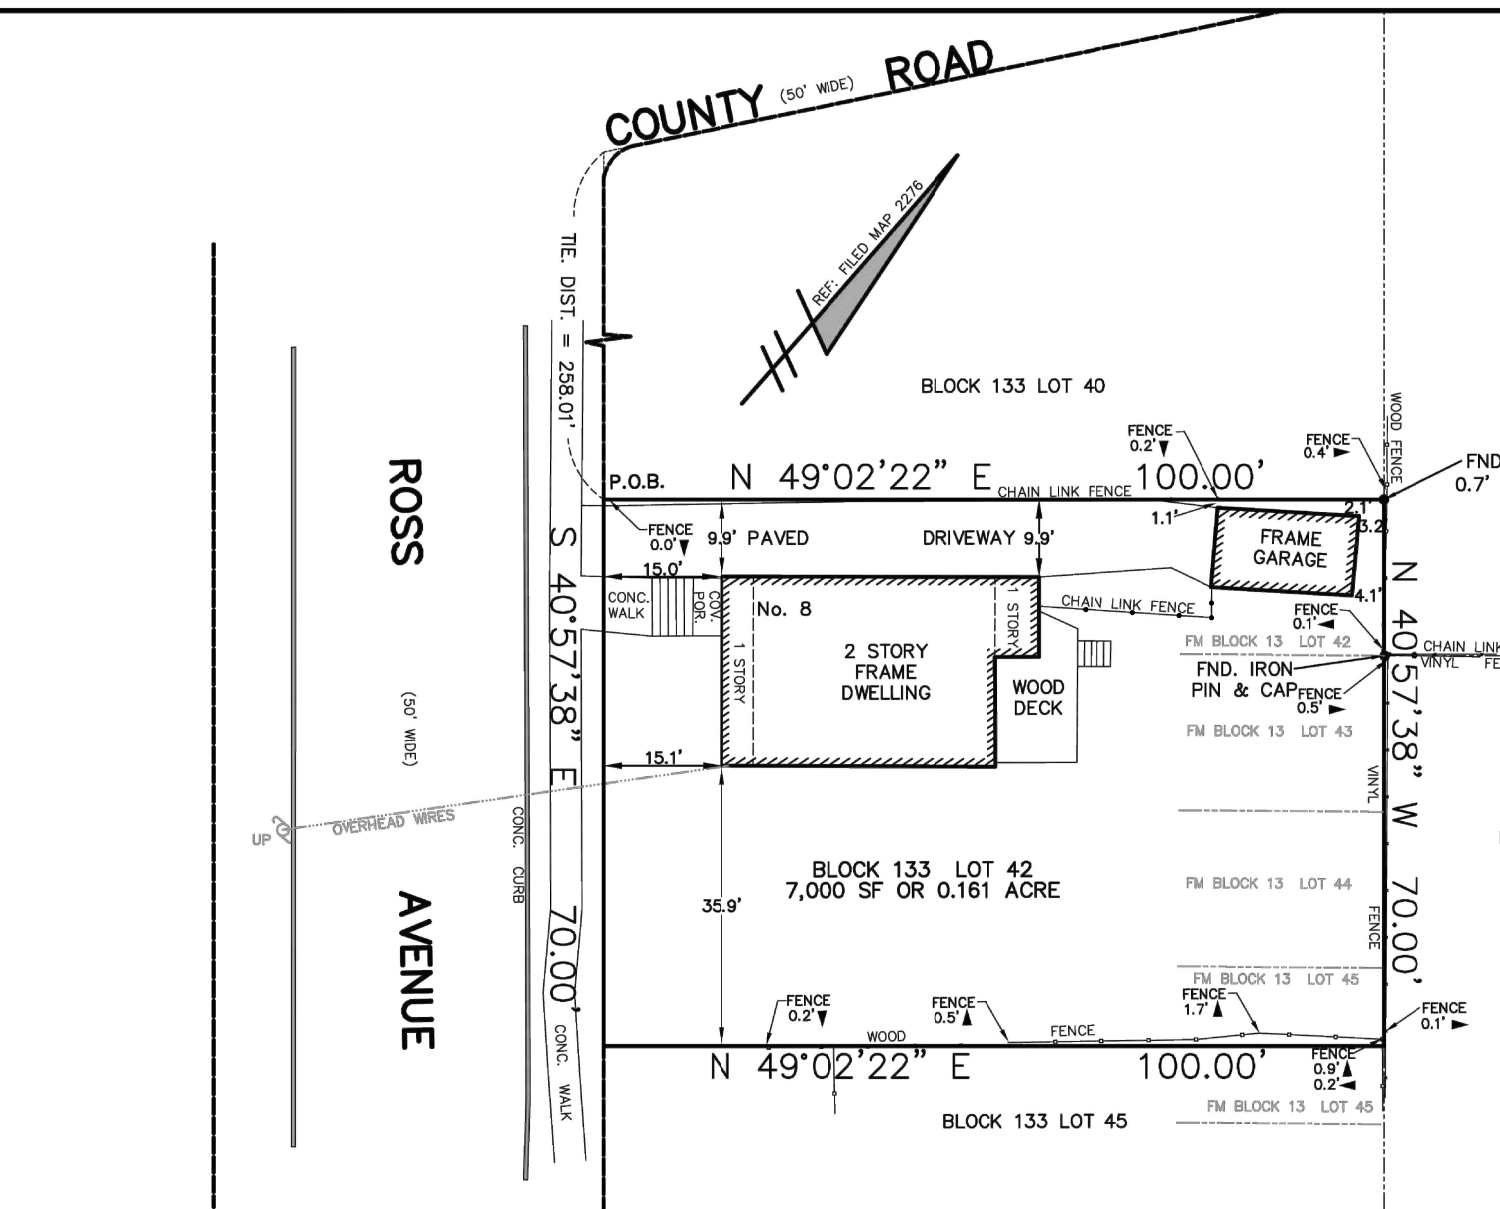 COUNTY (50' WIDE) ROAD
REF: FILED MAP 2276
TIE. DIST. = 258.01'
BLOCK 133 LOT 40
WOOD FENCE
FENCE
0.2'
FENCE
0.4'
FND
0.7'
P.O.B.
N 49°02'22" E 100.00'
CHAIN LINK FENCE
2.1'
3.2
1.1'
FENCE
0.0'
9.9' PAVED DRIVEWAY 9.9'
FRAME
GARAGE
4.1'
15.0'
CONC.
WALK
COV.
POR.
No. 8
1 STORY
1 STORY
2 STORY
FRAME
DWELLING
WOOD
DECK
CHAIN LINK FENCE
FENCE
0.1'
FM BLOCK 13 LOT 42
CHAIN LINK
VINYL FE
FND. IRON
PIN & CAP
FENCE
0.5'
FM BLOCK 13 LOT 43
S 40°57'38" E 70.00'
N 40°57'38" W 70.00'
VINYL
FENCE
15.1'
ROSS
(50' WIDE)
AVENUE
UP
OVERHEAD WIRES
CONC. CURB
CONC. WALK
35.9'
BLOCK 133 LOT 42
7,000 SF OR 0.161 ACRE
FM BLOCK 13 LOT 44
FM BLOCK 13 LOT 45
FENCE
0.2'
FENCE
0.5'
FENCE
1.7'
FENCE
0.1'
WOOD
FENCE
N 49°02'22" E 100.00'
FENCE
0.9'
0.2'
FM BLOCK 13 LOT 45
BLOCK 133 LOT 45